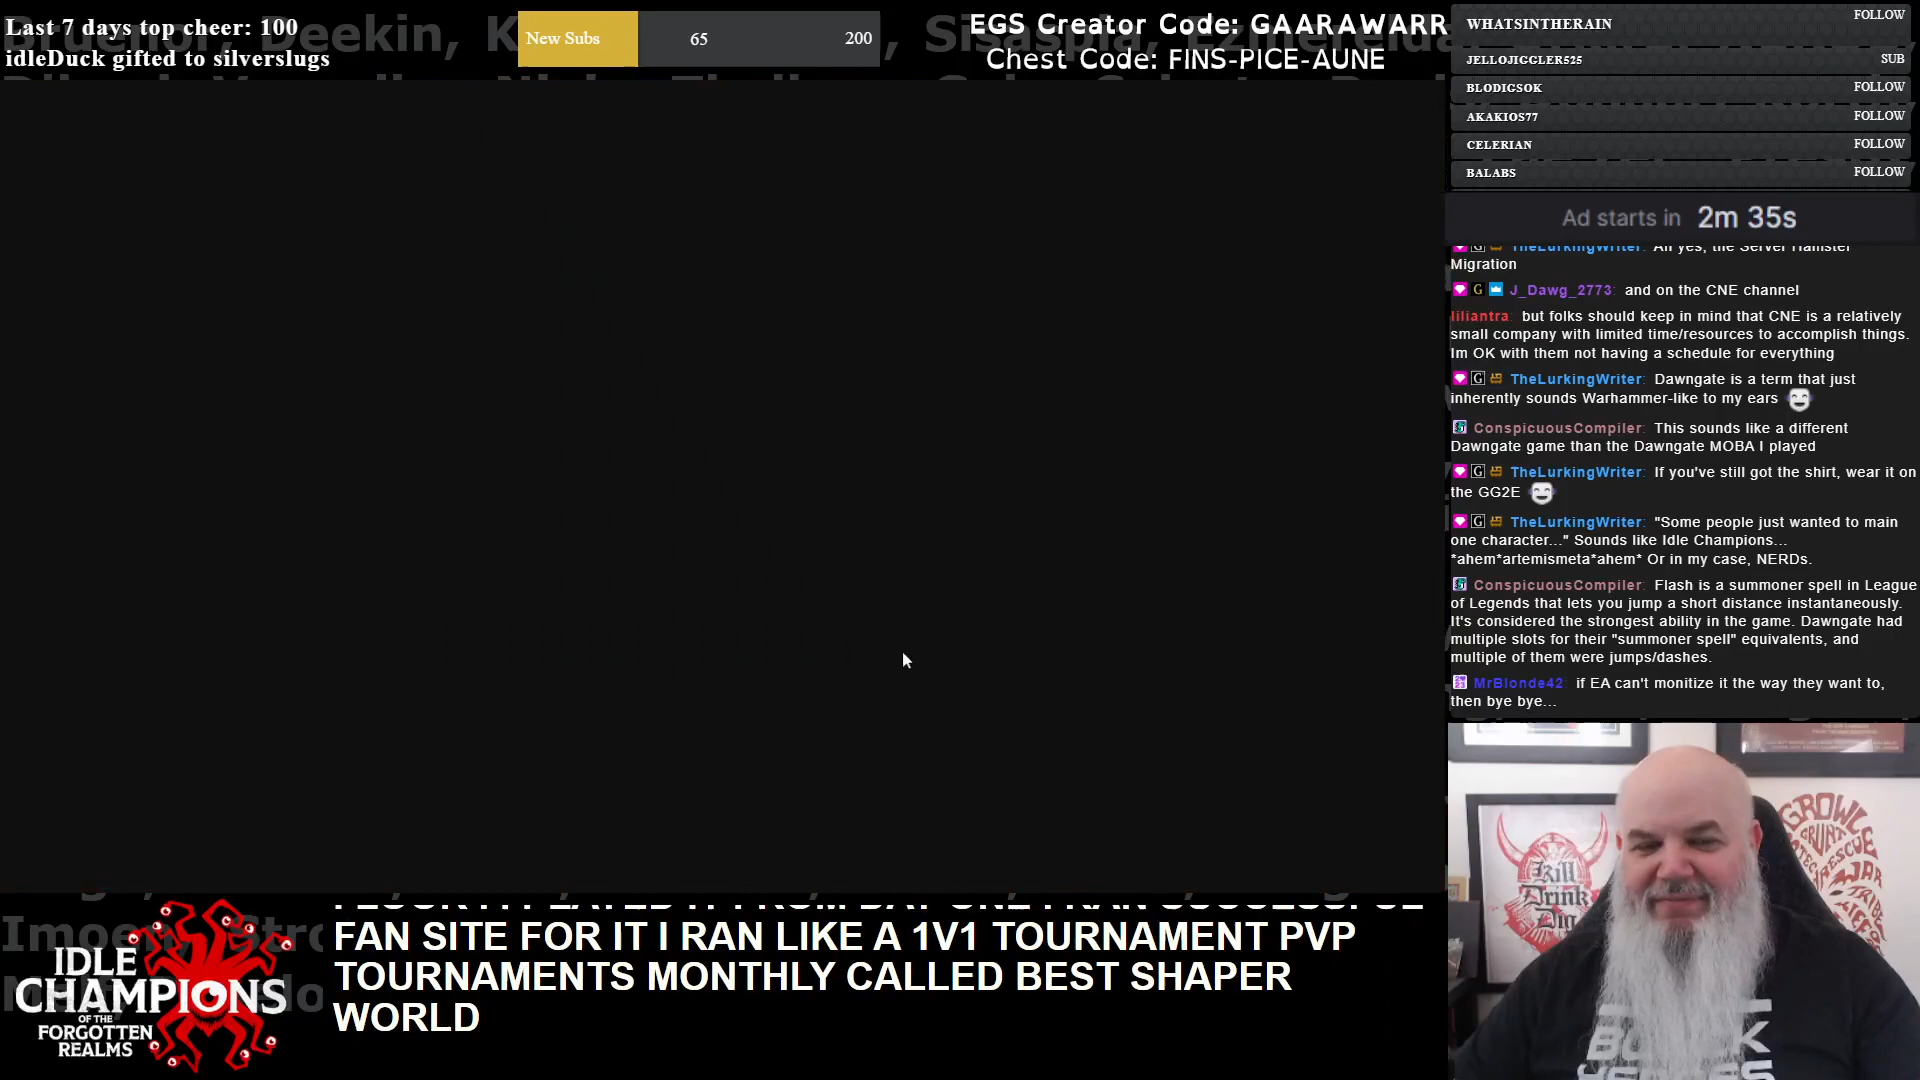 Last 7 days top cheer: 100
idleDuck gifted to silverslugs
New Subs 65 200
EGS Creator Code: GAARAWARR
Chest Code: FINS-PICE-AUNE
WHATSINTHERAIN FOLLOW
JELLOJIGGLER525 SUB
BLODIGSOK FOLLOW
AKAKIOS77 FOLLOW
CELERIAN FOLLOW
BALABS FOLLOW
Ad starts in 2m 35s
TheLurkingWriter: Ah yes, the Server Hamster
Migration
J_Dawg_2773: and on the CNE channel
liliantra: but folks should keep in mind that CNE is a relatively
small company with limited time/resources to accomplish things.
Im OK with them not having a schedule for everything
TheLurkingWriter: Dawngate is a term that just
inherently sounds Warhammer-like to my ears
ConspicuousCompiler: This sounds like a different
Dawngate game than the Dawngate MOBA I played
TheLurkingWriter: If you've still got the shirt, wear it on
the GG2E
TheLurkingWriter: "Some people just wanted to main
one character..." Sounds like Idle Champions...
*ahem*artemismeta*ahem* Or in my case, NERDs.
ConspicuousCompiler: Flash is a summoner spell in League
of Legends that lets you jump a short distance instantaneously.
It's considered the strongest ability in the game. Dawngate had
multiple slots for their "summoner spell" equivalents, and
multiple of them were jumps/dashes.
MrBlonde42: if EA can't monitize it the way they want to,
then bye bye...
Kill
Drink
Dig
GROWLS
GRUNT
IDLE
CHAMPIONS
OF THE
FORGOTTEN
REALMS
FAN SITE FOR IT I RAN LIKE A 1V1 TOURNAMENT PVP
TOURNAMENTS MONTHLY CALLED BEST SHAPER
WORLD